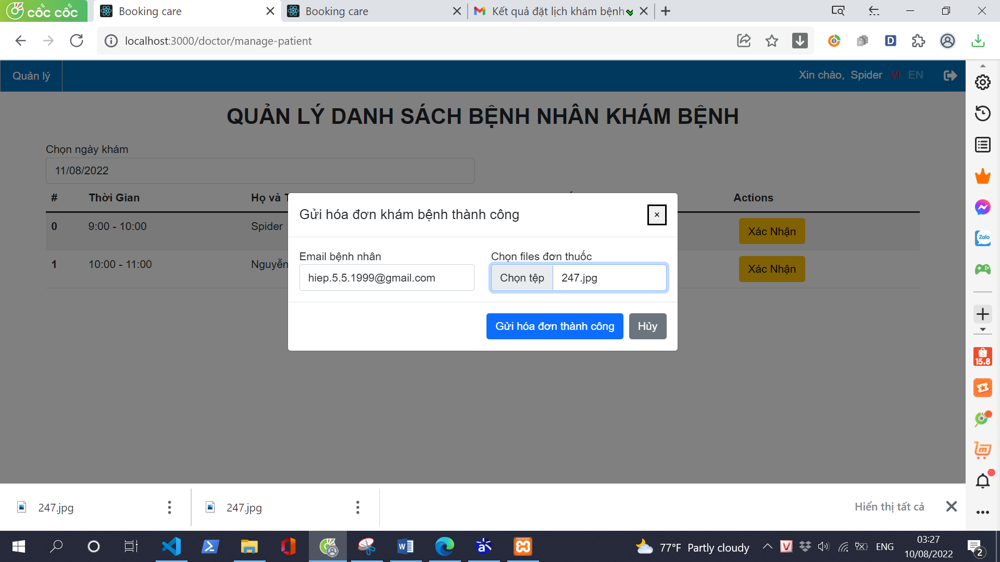 cốc cốc
Booking care
Booking care
Kết quả đặt lịch khám bệnh
localhost:3000/doctor/manage-patient
D
Quản lý
Xin chào, Spider VI EN
QUẢN LÝ DANH SÁCH BỆNH NHÂN KHÁM BỆNH
Chọn ngày khám
11/08/2022
# Thời Gian Họ và T Actions
0 9:00 - 10:00 Spider Xác Nhận
1 10:00 - 11:00 Nguyễn Xác Nhận
Gửi hóa đơn khám bệnh thành công
×
Email bệnh nhân
hiep.5.5.1999@gmail.com
Chọn files đơn thuốc
Chọn tệp 247.jpg
Gửi hóa đơn thành công Hủy
Zalo
15.8
247.jpg
247.jpg
Hiển thị tất cả
77°F Partly cloudy
ENG
03:27
10/08/2022
2